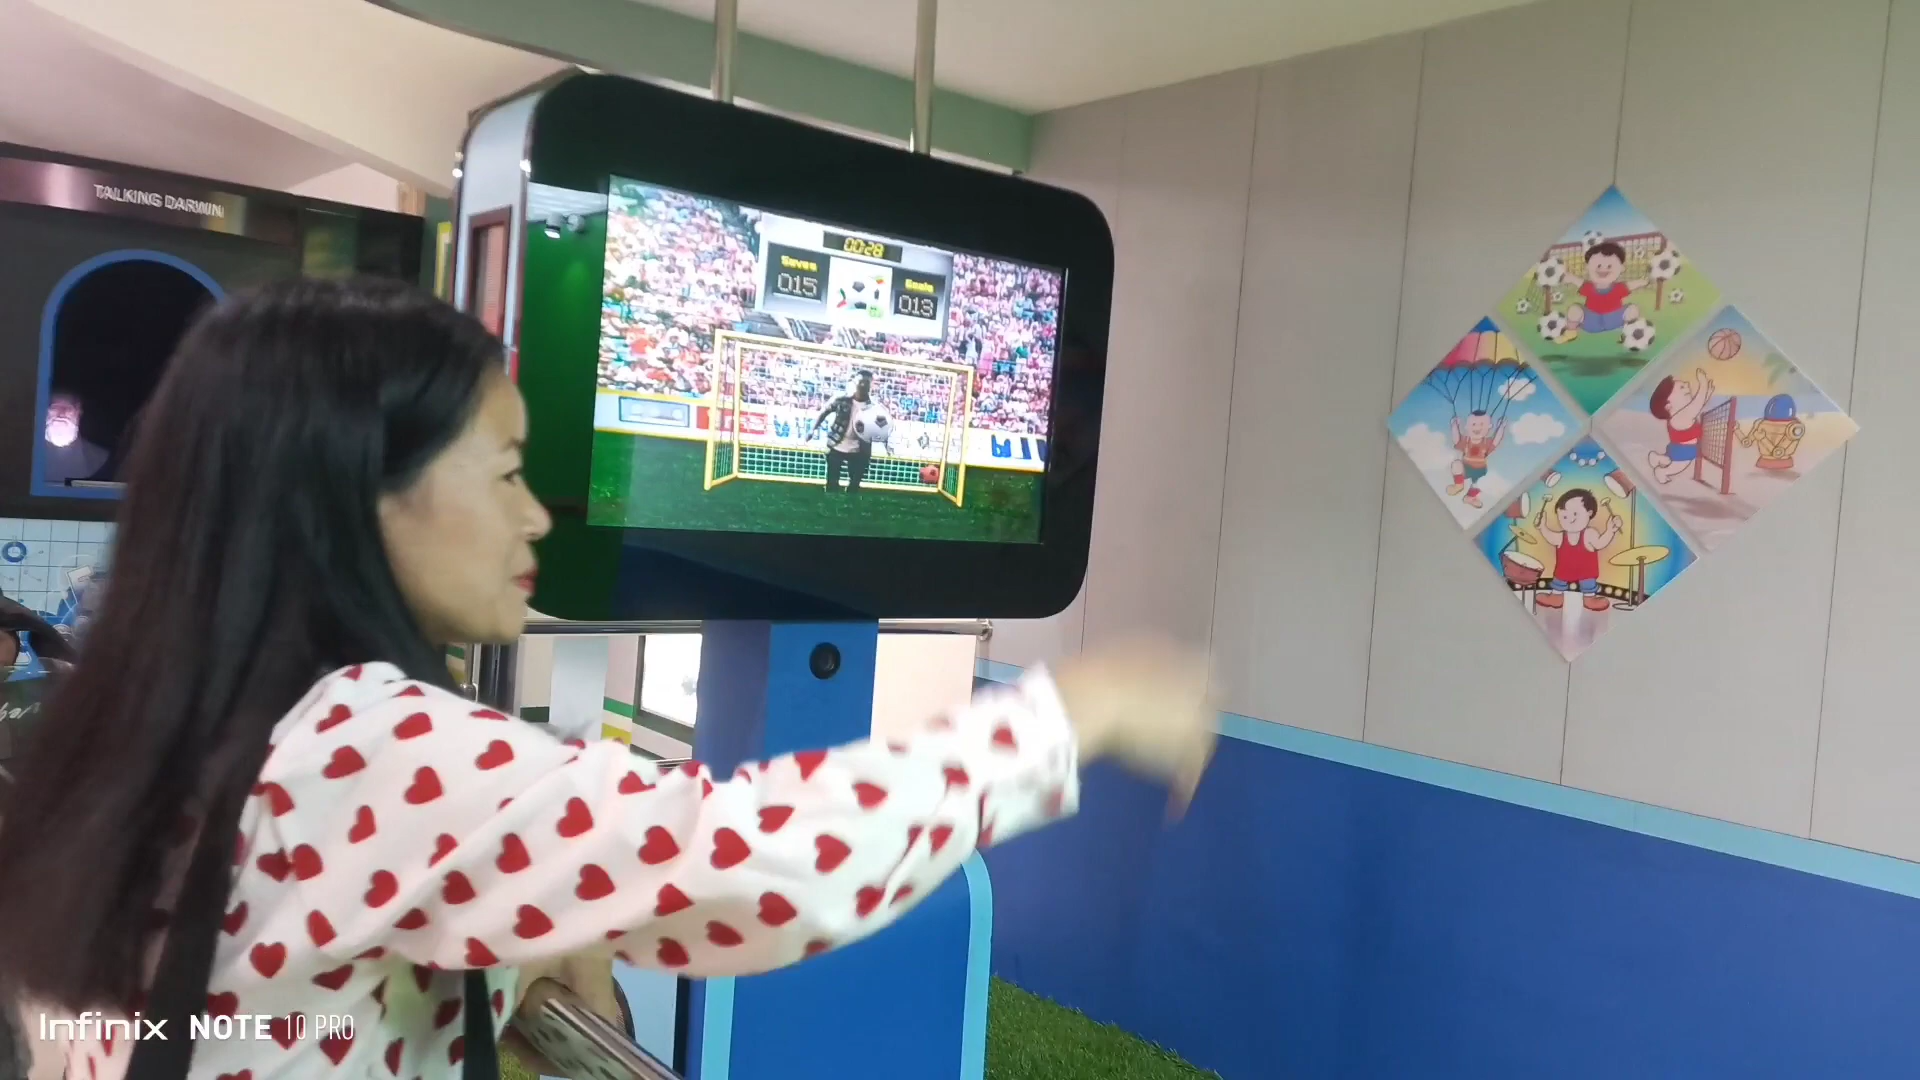 TALKING DARWIN
00:28
Saves
015
Goals
013
Infinix NOTE 10 PRO